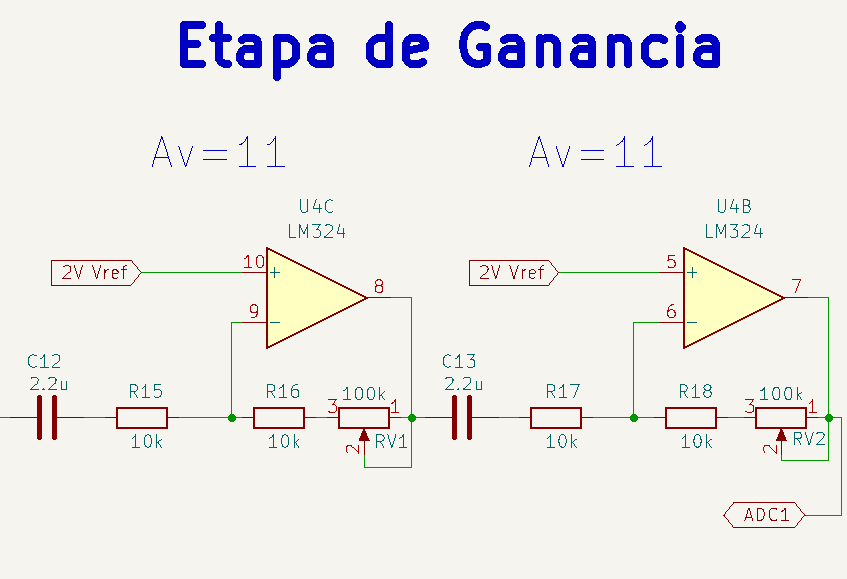 Etapa de Ganancia
Av=11
Av=11
U4C
LM324
U4B
LM324
2V Vref
10
+
8
9
-
2V Vref
5
+
7
6
-
C12
2.2u
R15
10k
R16
10k
100k
3
1
2
RV1
C13
2.2u
R17
10k
R18
10k
100k
3
1
2
RV2
ADC1